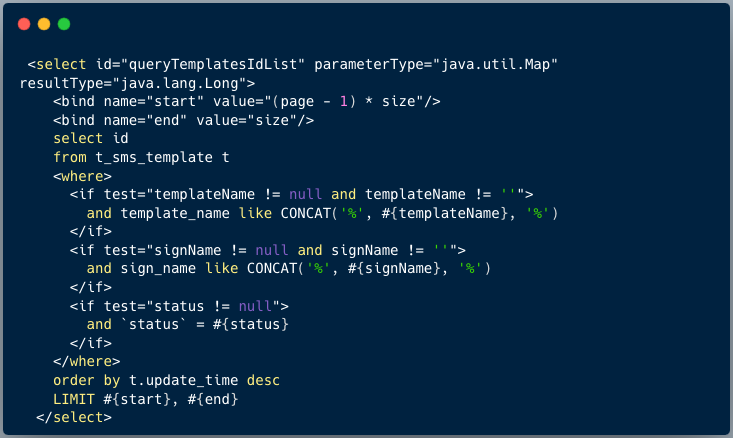 <select id="queryTemplatesIdList" parameterType="java.util.Map"
resultType="java.lang.Long">
<bind name="start" value="(page - 1) * size"/>
<bind name="end" value="size"/>
select id
from t_sms_template t
<where>
<if test="templateName != null and templateName != ''">
and template_name like CONCAT('%', #{templateName}, '%')
</if>
<if test="signName != null and signName != ''">
and sign_name like CONCAT('%', #{signName}, '%')
</if>
<if test="status != null">
and `status` = #{status}
</if>
</where>
order by t.update_time desc
LIMIT #{start}, #{end}
</select>